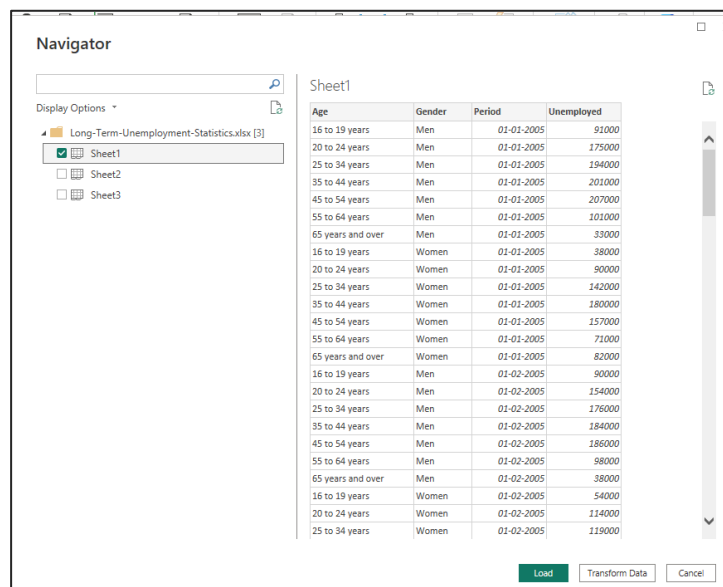 Navigator
Display Options
Long-Term-Unemployment-Statistics.xlsx [3]
Sheet1
Sheet2
Sheet3
Sheet1
Age Gender Period Unemployed
16 to 19 years Men 01-01-2005 91000
20 to 24 years Men 01-01-2005 175000
25 to 34 years Men 01-01-2005 194000
35 to 44 years Men 01-01-2005 201000
45 to 54 years Men 01-01-2005 207000
55 to 64 years Men 01-01-2005 101000
65 years and over Men 01-01-2005 33000
16 to 19 years Women 01-01-2005 38000
20 to 24 years Women 01-01-2005 90000
25 to 34 years Women 01-01-2005 142000
35 to 44 years Women 01-01-2005 180000
45 to 54 years Women 01-01-2005 157000
55 to 64 years Women 01-01-2005 71000
65 years and over Women 01-01-2005 82000
16 to 19 years Men 01-02-2005 90000
20 to 24 years Men 01-02-2005 154000
25 to 34 years Men 01-02-2005 176000
35 to 44 years Men 01-02-2005 184000
45 to 54 years Men 01-02-2005 186000
55 to 64 years Men 01-02-2005 98000
65 years and over Men 01-02-2005 38000
16 to 19 years Women 01-02-2005 54000
20 to 24 years Women 01-02-2005 114000
25 to 34 years Women 01-02-2005 119000
Load Transform Data Cancel